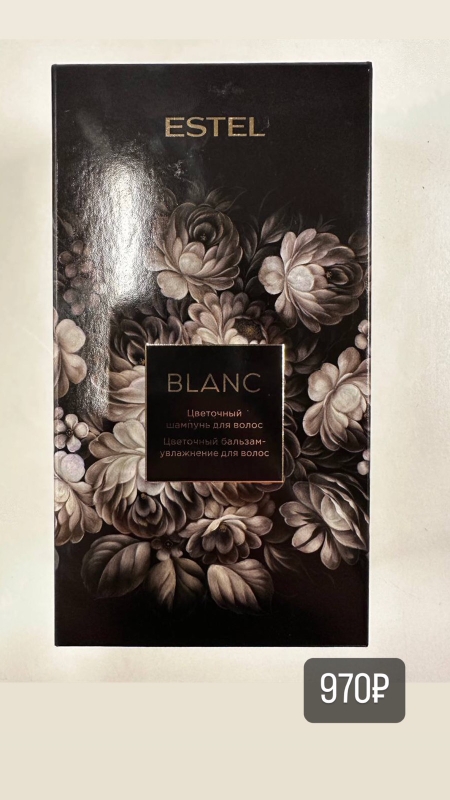 ESTEL
BLANC
Цветочный
шампунь для волос
Цветочный бальзам-
увлажнение для волос
970₽